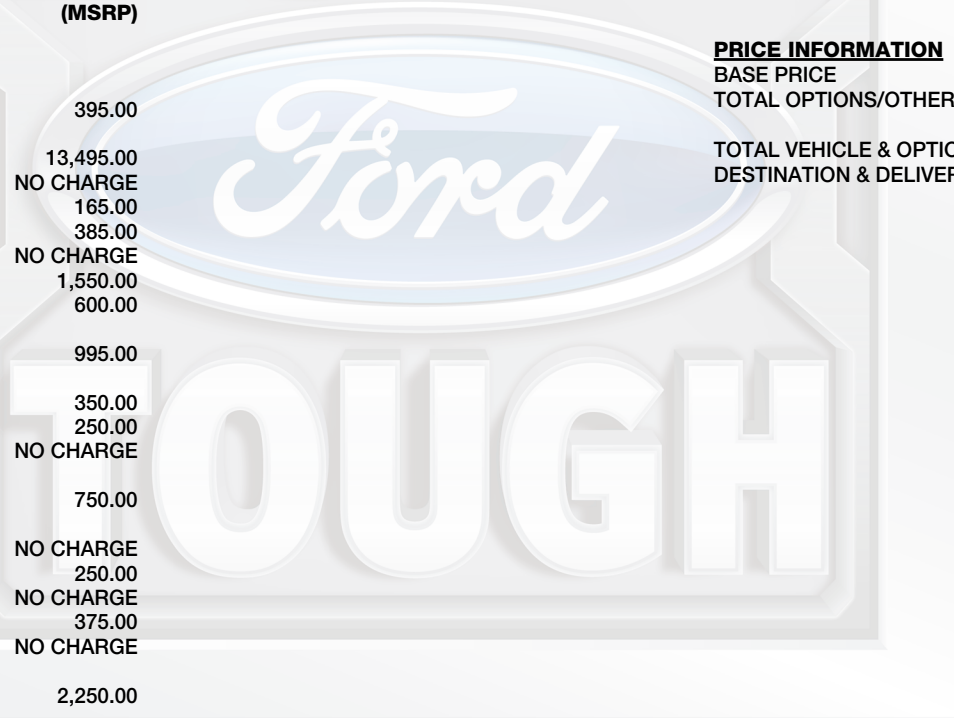 (MSRP)
395.00
13,495.00
NO CHARGE
165.00
385.00
NO CHARGE
1,550.00
600.00
995.00
350.00
250.00
NO CHARGE
750.00
NO CHARGE
250.00
NO CHARGE
375.00
NO CHARGE
2,250.00
PRICE INFORMATION
BASE PRICE
TOTAL OPTIONS/OTHER
TOTAL VEHICLE & OPTIO
DESTINATION & DELIVER
Ford
TOUGH